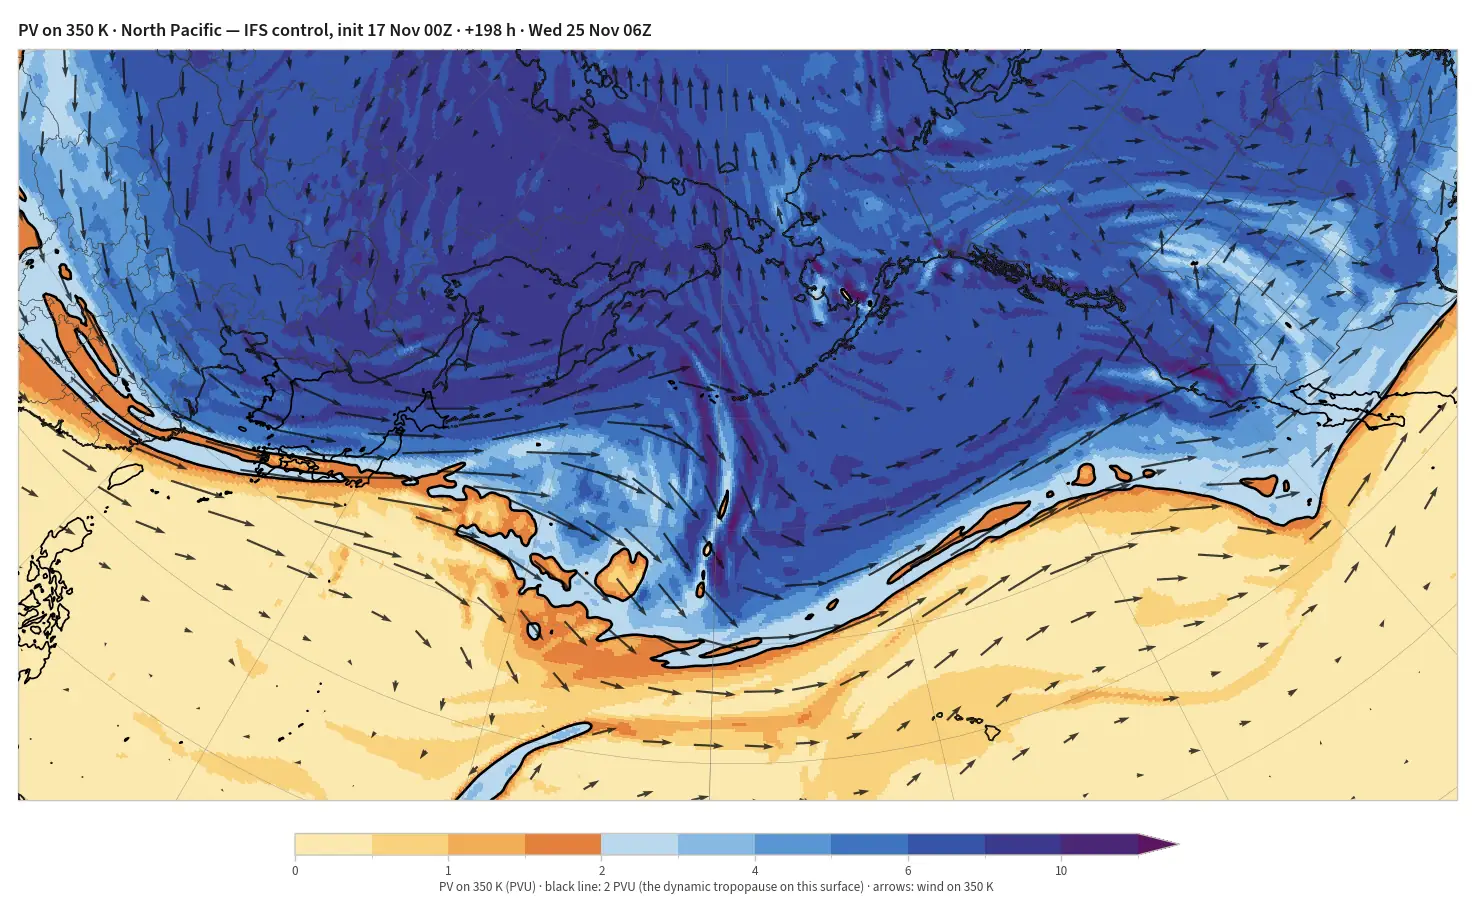 PV on 350 K · North Pacific — IFS control, init 17 Nov 00Z · +198 h · Wed 25 Nov 06Z
0 1 2 4 6 10
PV on 350 K (PVU) · black line: 2 PVU (the dynamic tropopause on this surface) · arrows: wind on 350 K